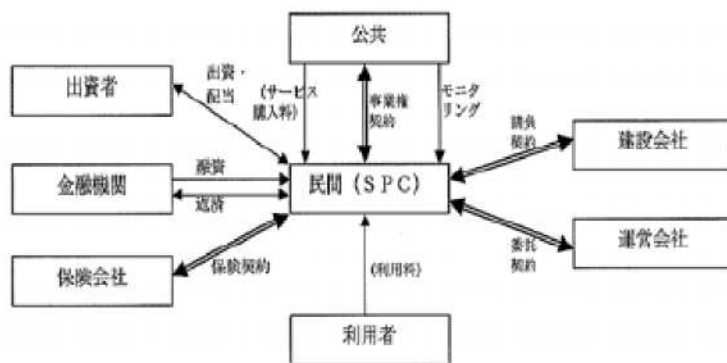 公共
出資者
出資・
配当
(サービス
購入料)
事業権
契約
モニタ
リング
請負
契約
建設会社
金融機関
融資
返済
民間(SPC)
保険会社
保険契約
(利用料)
委託
契約
運営会社
利用者